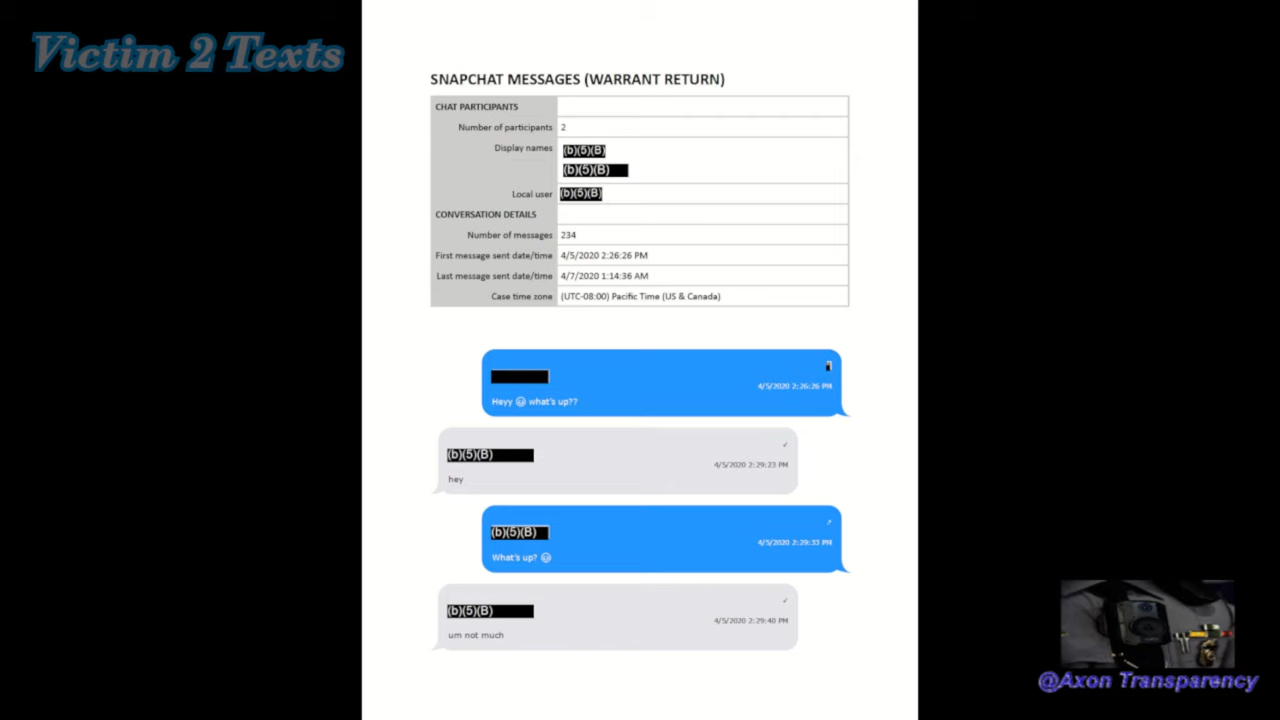 Victim 2 Texts
SNAPCHAT MESSAGES (WARRANT RETURN)
CHAT PARTICIPANTS
Number of participants 2
Display names (b)(5)(B)
(b)(5)(B)
Local user (b)(5)(B)
CONVERSATION DETAILS
Number of messages 234
First message sent date/time 4/5/2020 2:26:26 PM
Last message sent date/time 4/7/2020 1:14:36 AM
Case time zone (UTC-08:00) Pacific Time (US & Canada)
4/5/2020 2:26:26 PM
Heyy 😀 what's up??
(b)(5)(B)
4/5/2020 2:29:23 PM
hey
(b)(5)(B)
4/5/2020 2:29:33 PM
What's up? 😀
(b)(5)(B)
4/5/2020 2:29:40 PM
um not much
@Axon Transparency